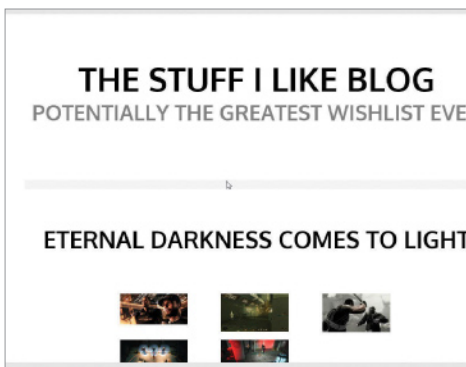 THE STUFF I LIKE BLOG
POTENTIALLY THE GREATEST WISHLIST EVE
ETERNAL DARKNESS COMES TO LIGHT